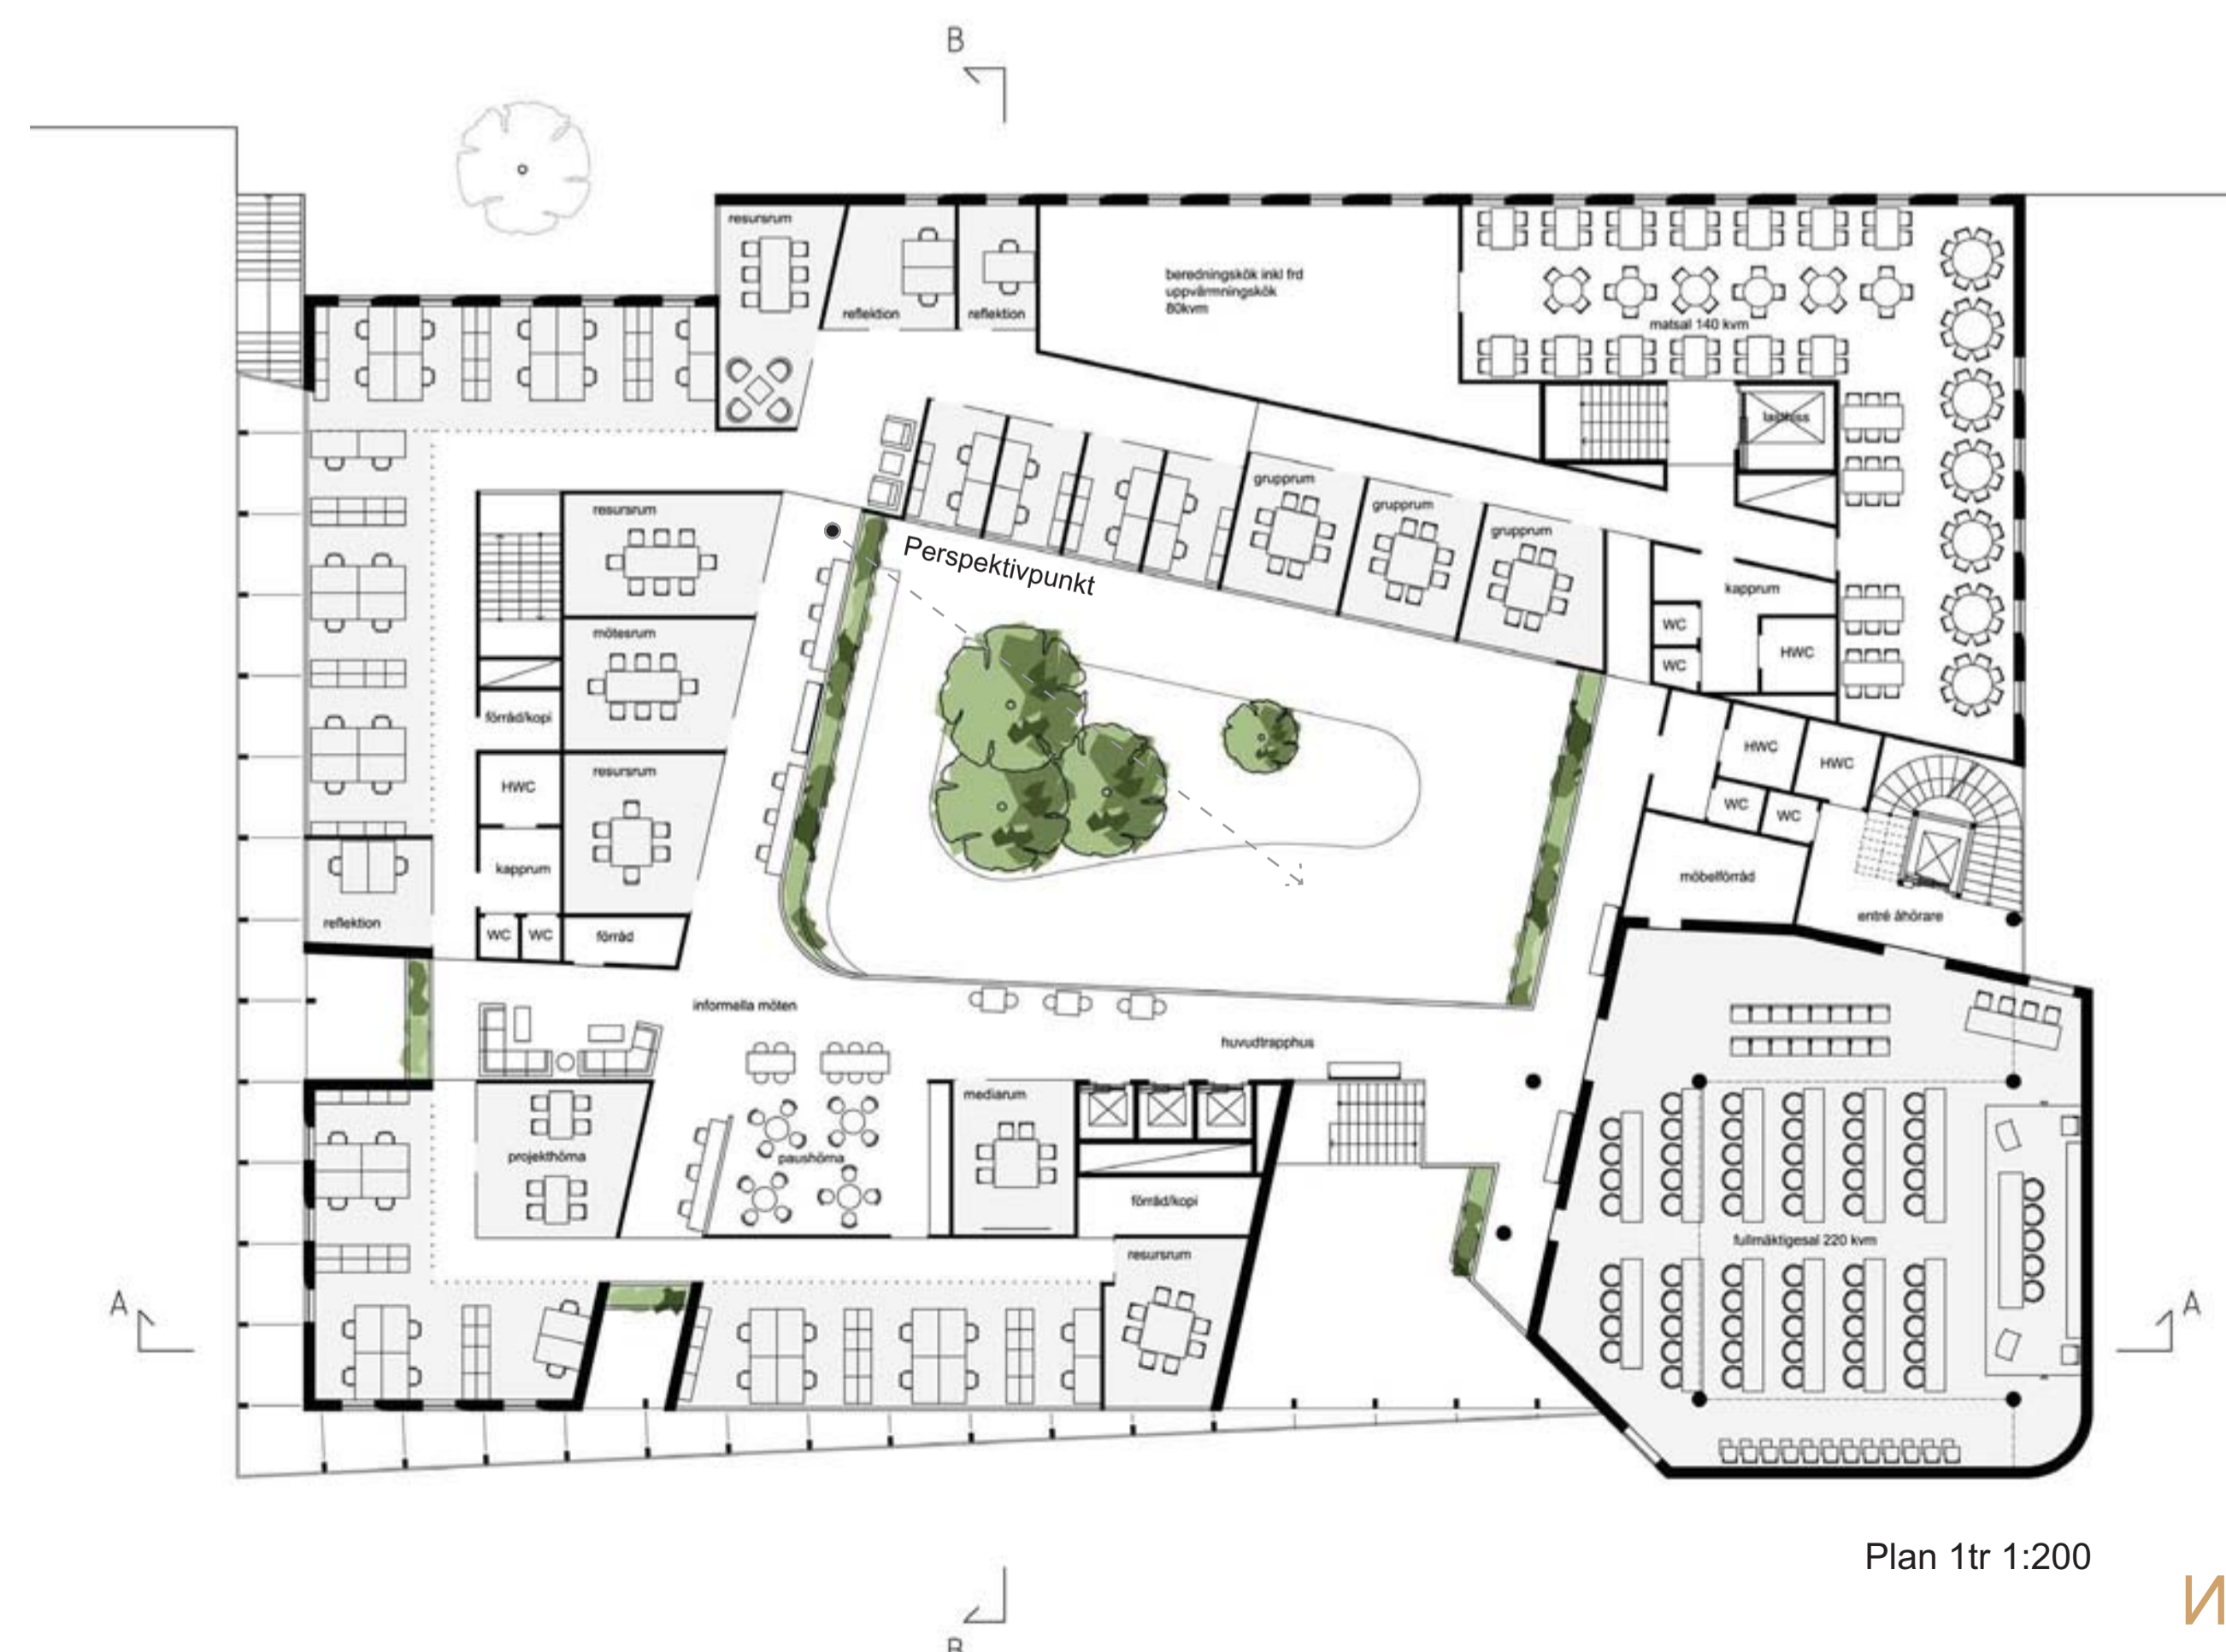 B
resursrum
reflektion
reflektion
beredningskök inkl frd
uppvärmningskök
80kvm
matsal 140 kvm
lasthiss
resursrum
grupprum
grupprum
grupprum
Perspektivpunkt
mötesrum
kapprum
WC
WC
HWC
förråd/kopi
resursrum
HWC
HWC
HWC
WC
WC
kapprum
möbelförråd
reflektion
WC
WC
förråd
entré åhörare
informella möten
huvudtrapphus
mediarum
projekthörna
paushörna
förråd/kopi
fullmäktigesal 220 kvm
resursrum
A
A
Plan 1tr 1:200
B